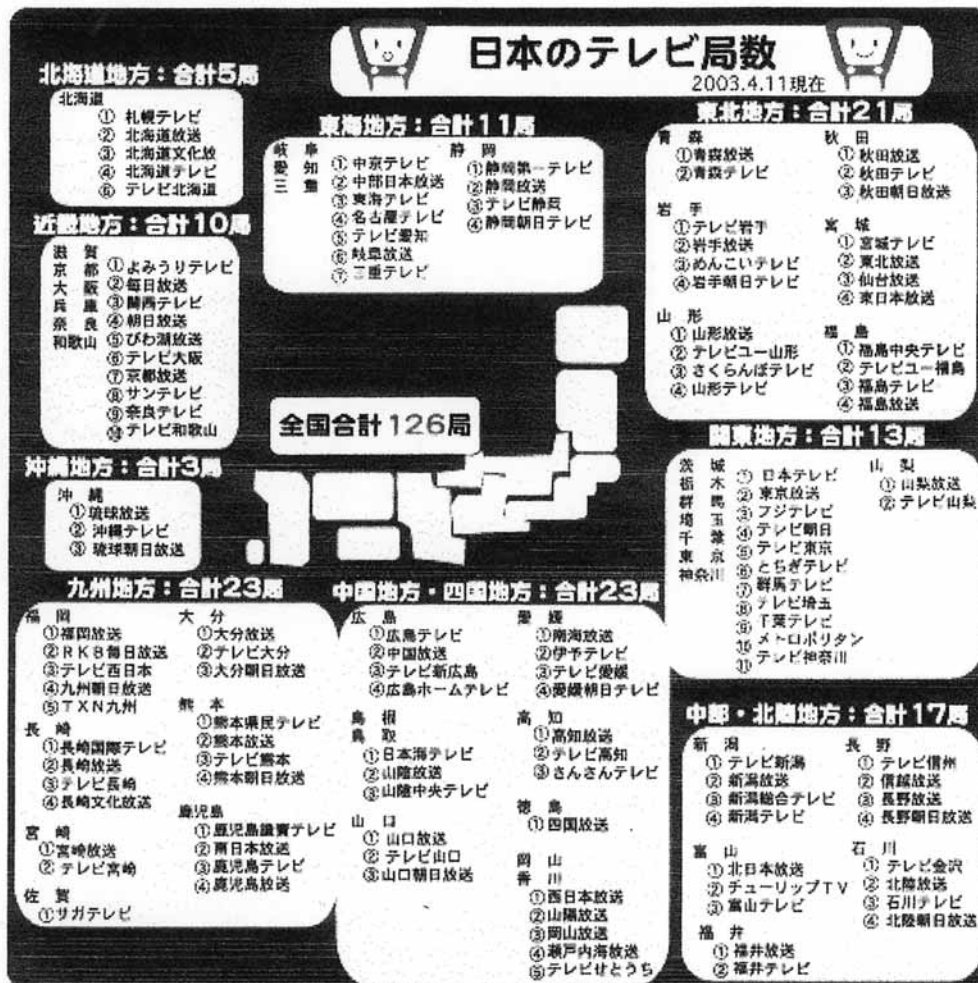 日本のテレビ局数
2003.4.11現在
北海道地方：合計5局
北海道
① 札幌テレビ
② 北海道放送
③ 北海道文化放
④ 北海道テレビ
⑥ テレビ北海道
近畿地方：合計10局
滋賀
京都
大阪
兵庫
奈良
和歌山
① よみうりテレビ
② 毎日放送
③ 関西テレビ
④ 朝日放送
⑤ びわ湖放送
⑥ テレビ大阪
⑦ 京都放送
⑧ サンテレビ
⑨ 奈良テレビ
⑩ テレビ和歌山
沖縄地方：合計3局
沖縄
① 琉球放送
② 沖縄テレビ
③ 琉球朝日放送
東海地方：合計11局
岐阜
愛知
三重
① 中京テレビ
② 中部日本放送
③ 東海テレビ
④ 名古屋テレビ
⑤ テレビ愛知
⑥ 岐阜放送
⑦ 三重テレビ
静岡
① 静岡第一テレビ
② 静岡放送
③ テレビ静岡
④ 静岡朝日テレビ
東北地方：合計21局
青森
① 青森放送
② 青森テレビ
岩手
① テレビ岩手
② 岩手放送
③ めんこいテレビ
④ 岩手朝日テレビ
山形
① 山形放送
② テレビユー山形
③ さくらんぼテレビ
④ 山形テレビ
秋田
① 秋田放送
② 秋田テレビ
③ 秋田朝日放送
宮城
① 宮城テレビ
② 東北放送
③ 仙台放送
④ 東日本放送
福島
① 福島中央テレビ
② テレビユー福島
③ 福島テレビ
④ 福島放送
全国合計126局
関東地方：合計13局
茨城
栃木
群馬
埼玉
千葉
東京
神奈川
① 日本テレビ
② 東京放送
③ フジテレビ
④ テレビ朝日
⑤ テレビ東京
⑥ とちぎテレビ
⑦ 群馬テレビ
⑧ テレビ埼玉
⑨ 千葉テレビ
⑩ メトロポリタン
⑪ テレビ神奈川
山梨
① 山梨放送
② テレビ山梨
九州地方：合計23局
福岡
① 福岡放送
② RKB毎日放送
③ テレビ西日本
④ 九州朝日放送
⑤ TXN九州
長崎
① 長崎国際テレビ
② 長崎放送
③ テレビ長崎
④ 長崎文化放送
宮崎
① 宮崎放送
② テレビ宮崎
佐賀
① サガテレビ
大分
① 大分放送
② テレビ大分
③ 大分朝日放送
熊本
① 熊本県民テレビ
② 熊本放送
③ テレビ熊本
④ 熊本朝日放送
鹿児島
① 鹿児島讀賣テレビ
② 南日本放送
③ 鹿児島テレビ
④ 鹿児島放送
中国地方・四国地方：合計23局
広島
① 広島テレビ
② 中国放送
③ テレビ新広島
④ 広島ホームテレビ
島根
鳥取
① 日本海テレビ
② 山陰放送
③ 山陰中央テレビ
山口
① 山口放送
② テレビ山口
③ 山口朝日放送
愛媛
① 南海放送
② 伊予テレビ
③ テレビ愛媛
④ 愛媛朝日テレビ
高知
① 高知放送
② テレビ高知
③ さんさんテレビ
徳島
① 四国放送
岡山
香川
① 西日本放送
② 山陽放送
③ 岡山放送
④ 瀬戸内海放送
⑤ テレビせとうち
中部・北陸地方：合計17局
新潟
① テレビ新潟
② 新潟放送
③ 新潟総合テレビ
④ 新潟テレビ
富山
① 北日本放送
② チューリップTV
③ 富山テレビ
福井
① 福井放送
② 福井テレビ
長野
① テレビ信州
② 信越放送
③ 長野放送
④ 長野朝日放送
石川
① テレビ金沢
② 北陸放送
③ 石川テレビ
④ 北陸朝日放送